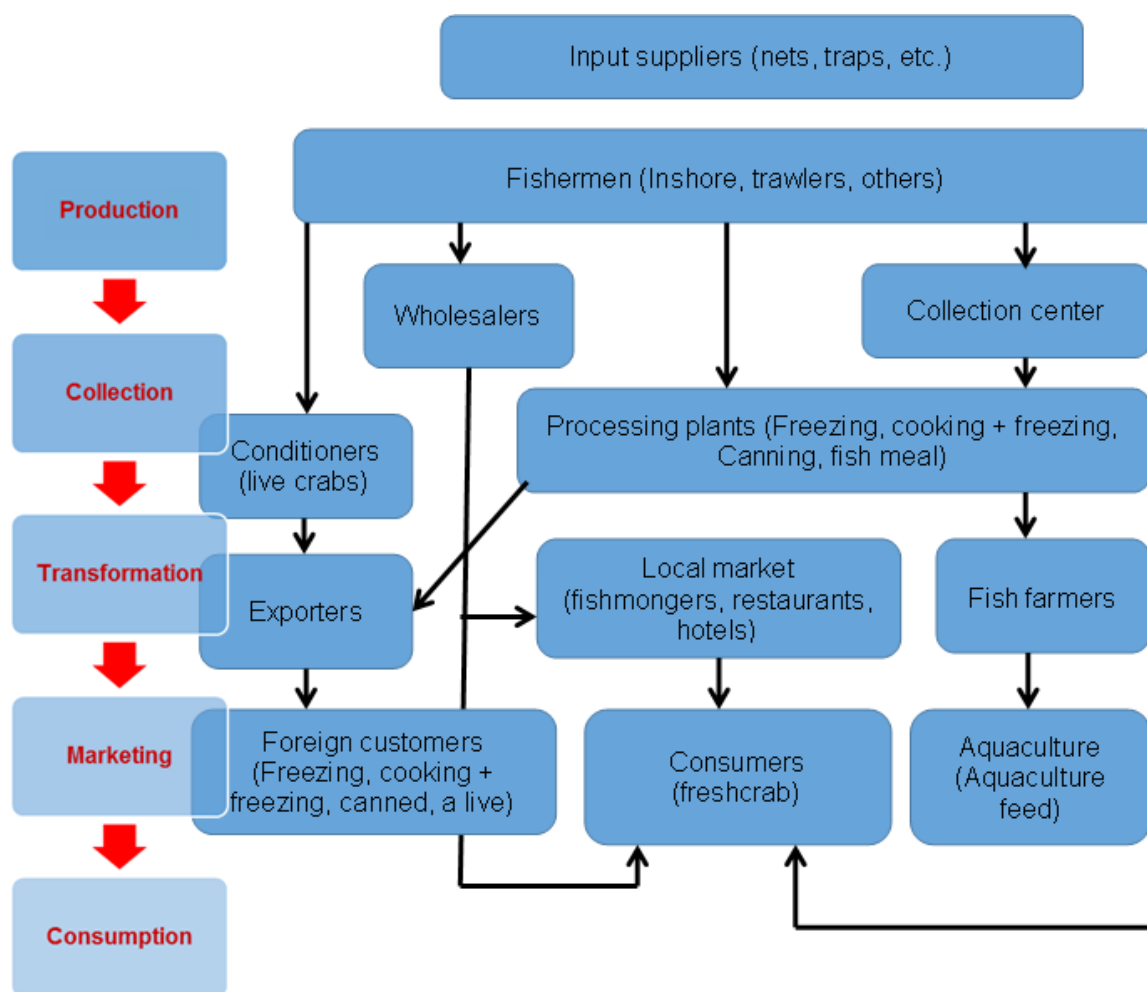 Input suppliers (nets, traps, etc.)
Fishermen (Inshore, trawlers, others)
Production
Wholesalers
Collection center
Collection
Conditioners
(live crabs)
Processing plants (Freezing, cooking + freezing,
Canning, fish meal)
Transformation
Exporters
Local market
(fishmongers, restaurants,
hotels)
Fish farmers
Marketing
Foreign customers
(Freezing, cooking +
freezing, canned, a live)
Consumers
(freshcrab)
Aquaculture
(Aquaculture
feed)
Consumption